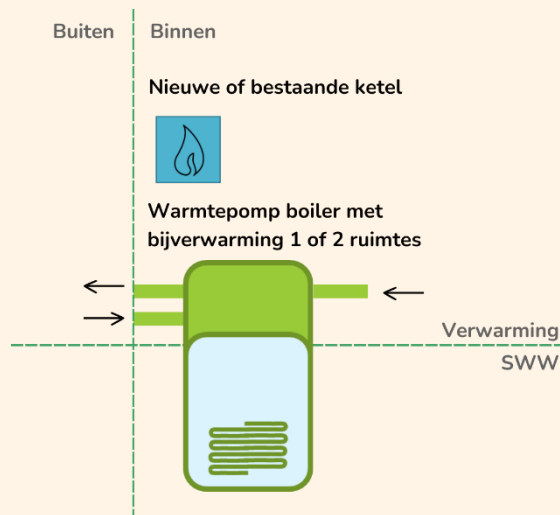 Buiten
Binnen
Nieuwe of bestaande ketel
Warmtepomp boiler met
bijverwarming 1 of 2 ruimtes
Verwarming
SWW